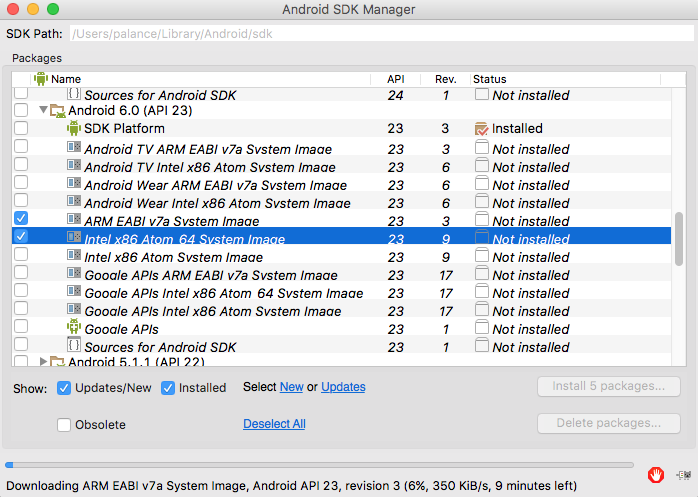 Android SDK Manager
SDK Path: /Users/palance/Library/Android/sdk
Packages
Name API Rev. Status
Sources for Android SDK 24 1 Not installed
Android 6.0 (API 23)
SDK Platform 23 3 Installed
Android TV ARM EABI v7a System Image 23 3 Not installed
Android TV Intel x86 Atom System Image 23 6 Not installed
Android Wear ARM EABI v7a System Image 23 6 Not installed
Android Wear Intel x86 Atom System Image 23 6 Not installed
ARM EABI v7a System Image 23 3 Not installed
Intel x86 Atom_64 System Image 23 9 Not installed
Intel x86 Atom System Image 23 9 Not installed
Google APIs ARM EABI v7a System Image 23 17 Not installed
Google APIs Intel x86 Atom_64 System Image 23 17 Not installed
Google APIs Intel x86 Atom System Image 23 17 Not installed
Google APIs 23 1 Not installed
Sources for Android SDK 23 1 Not installed
Android 5.1.1 (API 22)
Show: Updates/New Installed Select New or Updates Install 5 packages...
Obsolete Deselect All Delete packages...
Downloading ARM EABI v7a System Image, Android API 23, revision 3 (6%, 350 KiB/s, 9 minutes left)